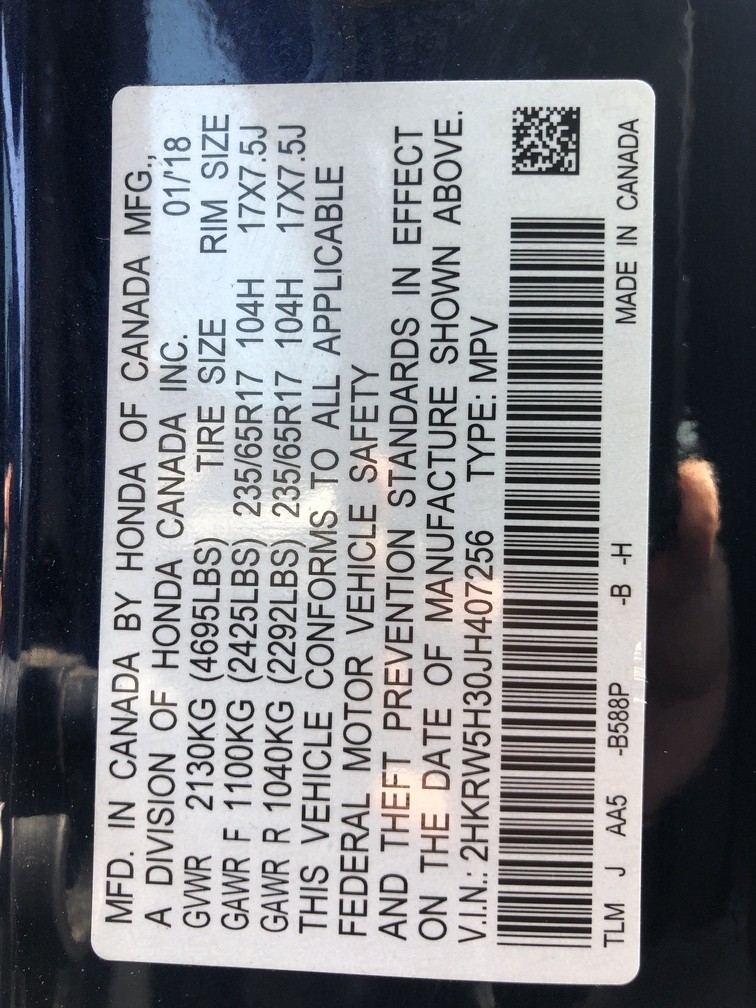 MFD. IN CANADA BY HONDA OF CANADA MFG.,
A DIVISION OF HONDA CANADA INC. 01/'18
GVWR 2130KG (4695LBS) TIRE SIZE RIM SIZE
GAWR F 1100KG (2425LBS) 235/65R17 104H 17X7.5J
GAWR R 1040KG (2292LBS) 235/65R17 104H 17X7.5J
THIS VEHICLE CONFORMS TO ALL APPLICABLE
FEDERAL MOTOR VEHICLE SAFETY
AND THEFT PREVENTION STANDARDS IN EFFECT
ON THE DATE OF MANUFACTURE SHOWN ABOVE.
V.I.N.: 2HKRW5H30JH407256 TYPE: MPV
TLM J AA5 -B588P -B -H MADE IN CANADA